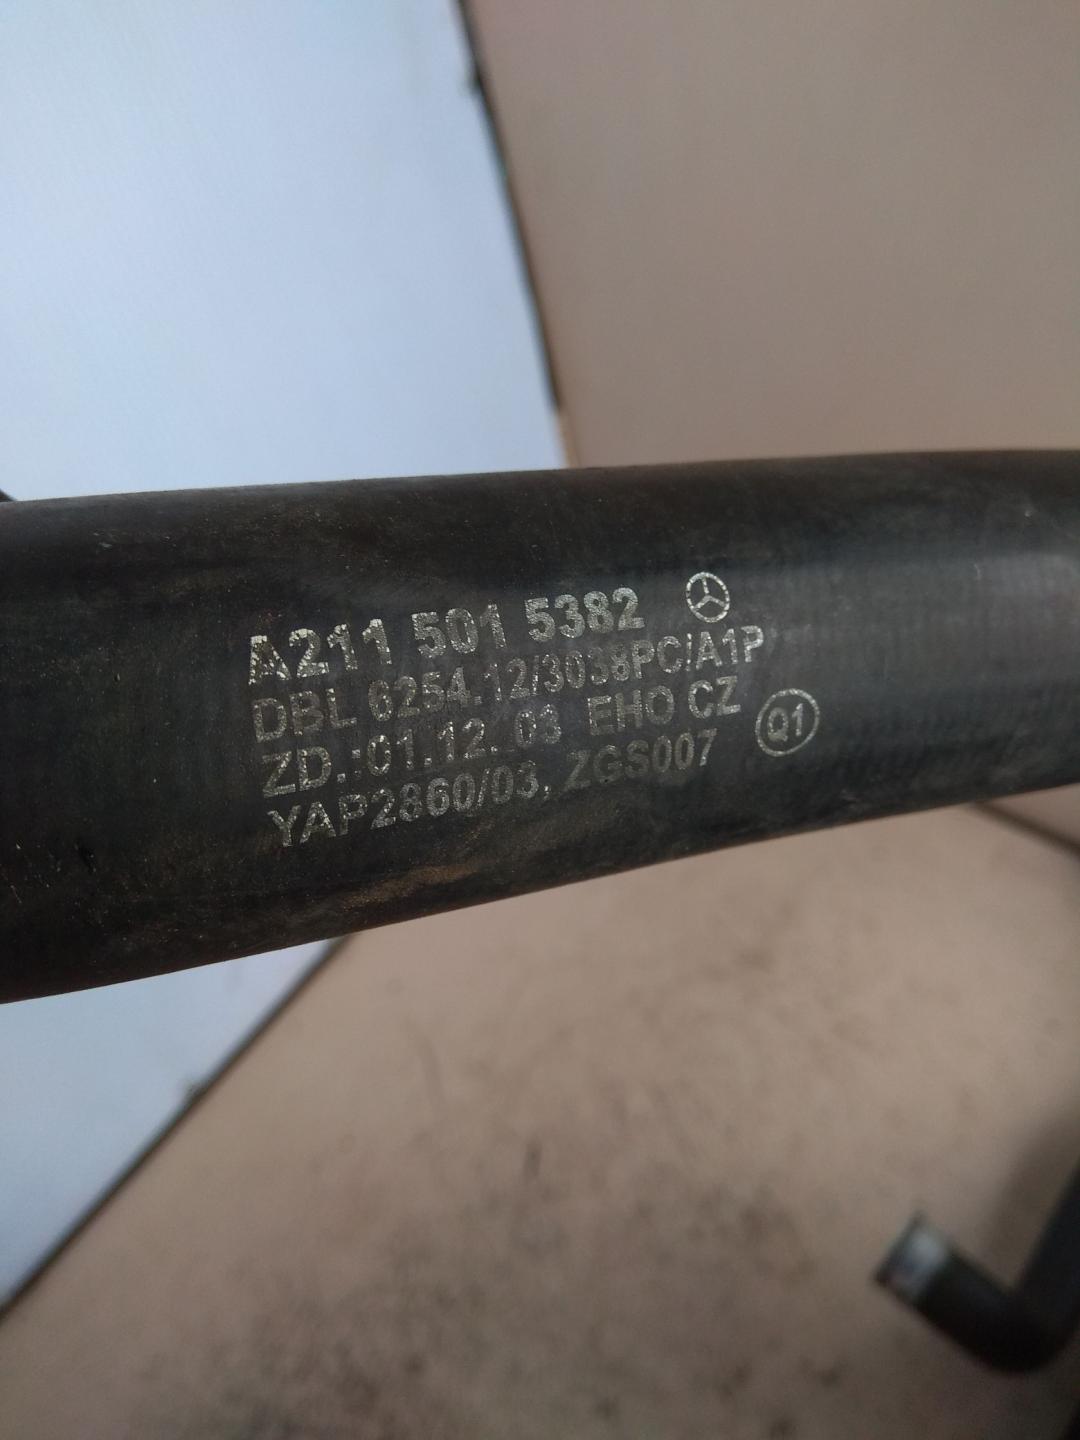 A211 501 5382
DBL 6254.12/3038PC/A1P
ZD.:01.12. 03 EHO CZ
YAP2860/03, ZGS007
Q1